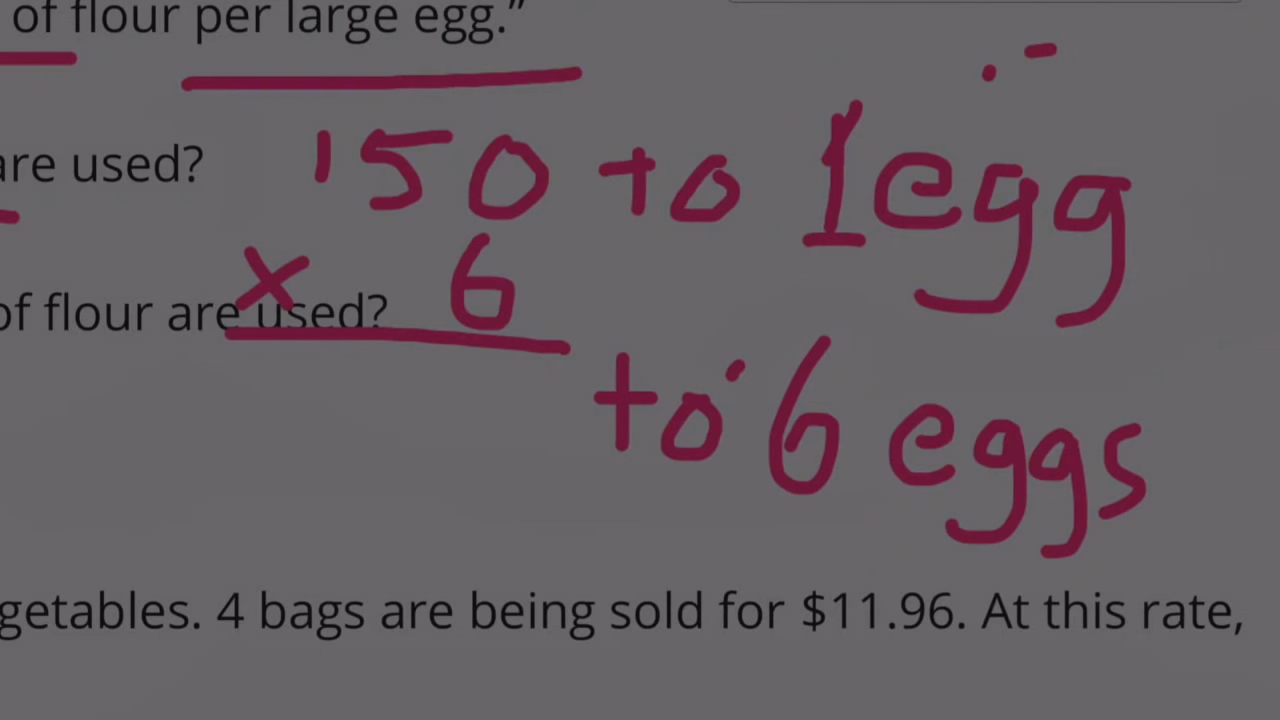 of flour per large egg.”
are used? 150 to 1egg
of flour are used? × 6
to 6 eggs
getables. 4 bags are being sold for $11.96. At this rate,